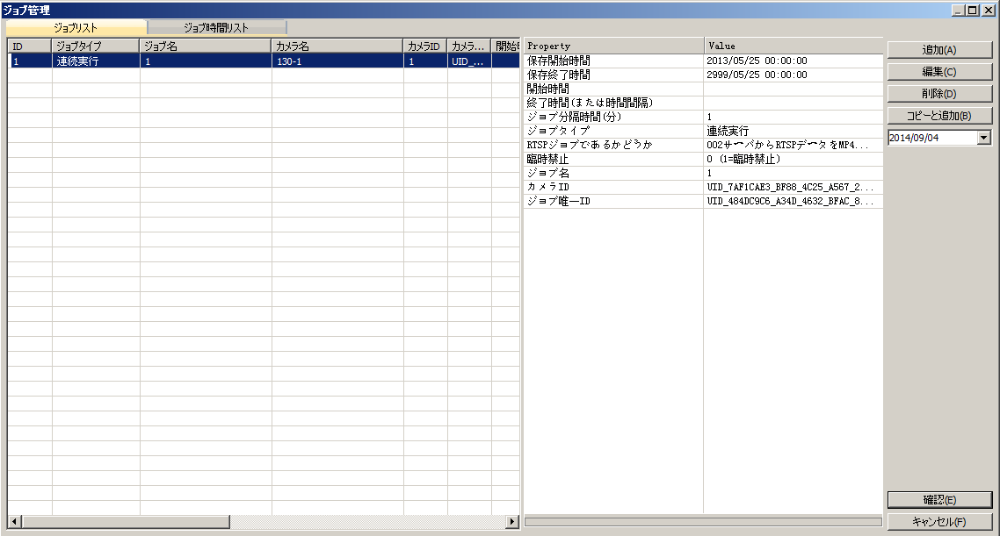 ジョブ管理
ジョブリスト ジョブ時間リスト
ID ジョブタイプ ジョブ名 カメラ名 カメラID カメラ... 開始
1 連続実行 1 130-1 1 UID_...
Property Value
保存開始時間 2013/05/25 00:00:00
保存終了時間 2999/05/25 00:00:00
開始時間
終了時間(または時間間隔)
ジョブ分隔時間(分) 1
ジョブタイプ 連続実行
RTSPジョブであるかどうか 002サーバからRTSPデータをMP4...
臨時禁止 0 (1=臨時禁止)
ジョブ名 1
カメラID UID_7AF1CAE3_BF88_4C25_A567_2...
ジョブ唯一ID UID_484DC9C6_A34D_4632_BFAC_8...
追加(A)
編集(C)
削除(D)
コピーと追加(B)
2014/09/04
確認(E)
キャンセル(F)